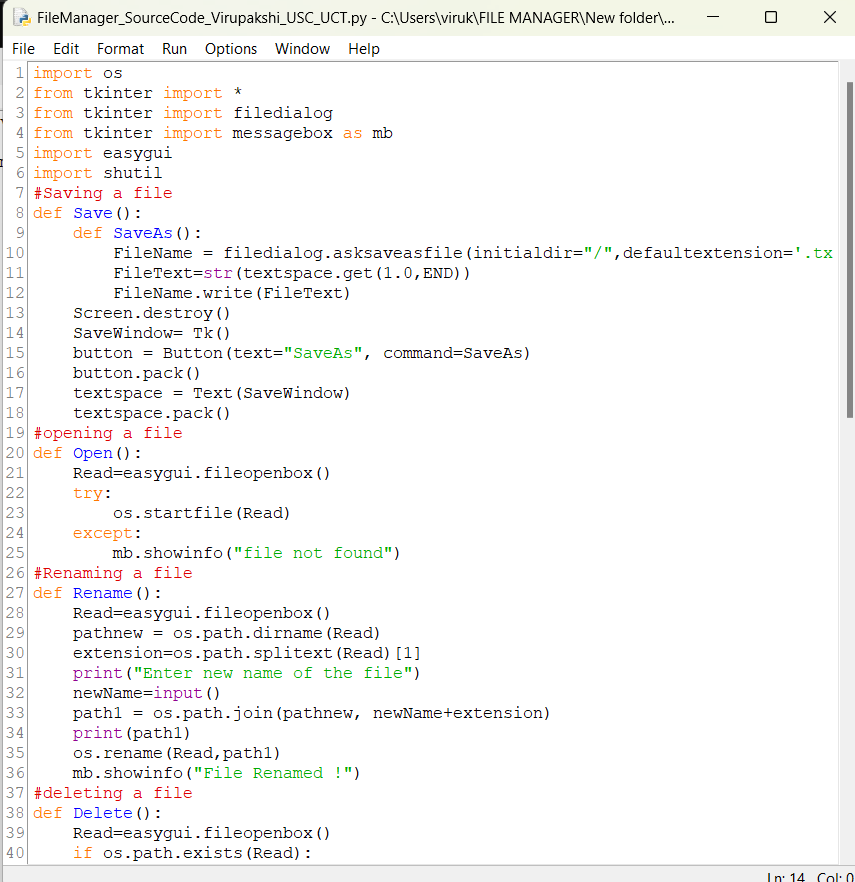 FileManager_SourceCode_Virupakshi_USC_UCT.py - C:\Users\viruk\FILE MANAGER\New folder\...
File Edit Format Run Options Window Help
1 import os
2 from tkinter import *
3 from tkinter import filedialog
4 from tkinter import messagebox as mb
5 import easygui
6 import shutil
7 #Saving a file
8 def Save():
9     def SaveAs():
10         FileName = filedialog.asksaveasfile(initialdir="/",defaultextension='.tx
11         FileText=str(textspace.get(1.0,END))
12         FileName.write(FileText)
13     Screen.destroy()
14     SaveWindow= Tk()
15     button = Button(text="SaveAs", command=SaveAs)
16     button.pack()
17     textspace = Text(SaveWindow)
18     textspace.pack()
19 #opening a file
20 def Open():
21     Read=easygui.fileopenbox()
22     try:
23         os.startfile(Read)
24     except:
25         mb.showinfo("file not found")
26 #Renaming a file
27 def Rename():
28     Read=easygui.fileopenbox()
29     pathnew = os.path.dirname(Read)
30     extension=os.path.splitext(Read)[1]
31     print("Enter new name of the file")
32     newName=input()
33     path1 = os.path.join(pathnew, newName+extension)
34     print(path1)
35     os.rename(Read,path1)
36     mb.showinfo("File Renamed !")
37 #deleting a file
38 def Delete():
39     Read=easygui.fileopenbox()
40     if os.path.exists(Read):
Ln: 14 Col: 0